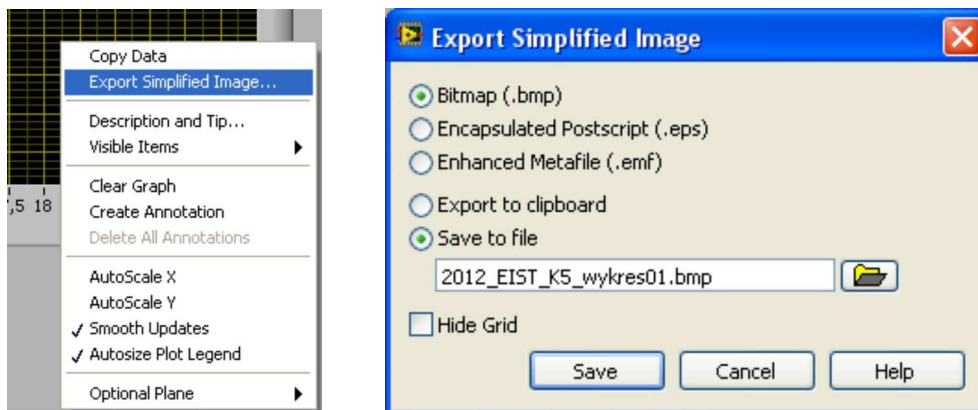 Copy Data
Export Simplified Image...
Description and Tip...
Visible Items
Clear Graph
,5 18
Create Annotation
Delete All Annotations
AutoScale X
AutoScale Y
Smooth Updates
Autosize Plot Legend
Optional Plane
Export Simplified Image
Bitmap (.bmp)
Encapsulated Postscript (.eps)
Enhanced Metafile (.emf)
Export to clipboard
Save to file
2012_EIST_K5_wykres01.bmp
Hide Grid
Save Cancel Help